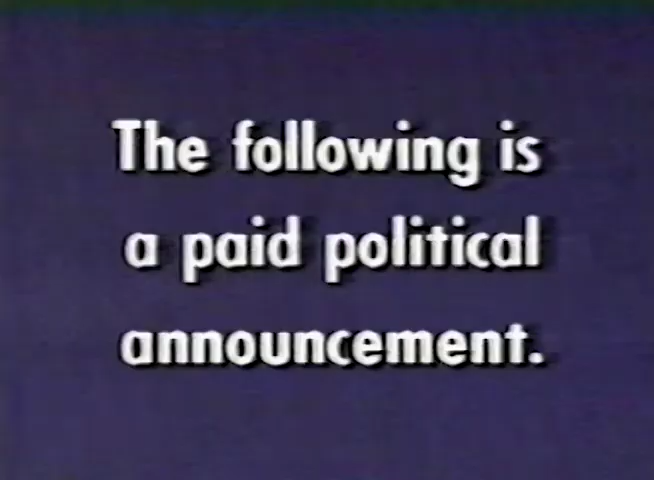 The following is
a paid political
announcement.